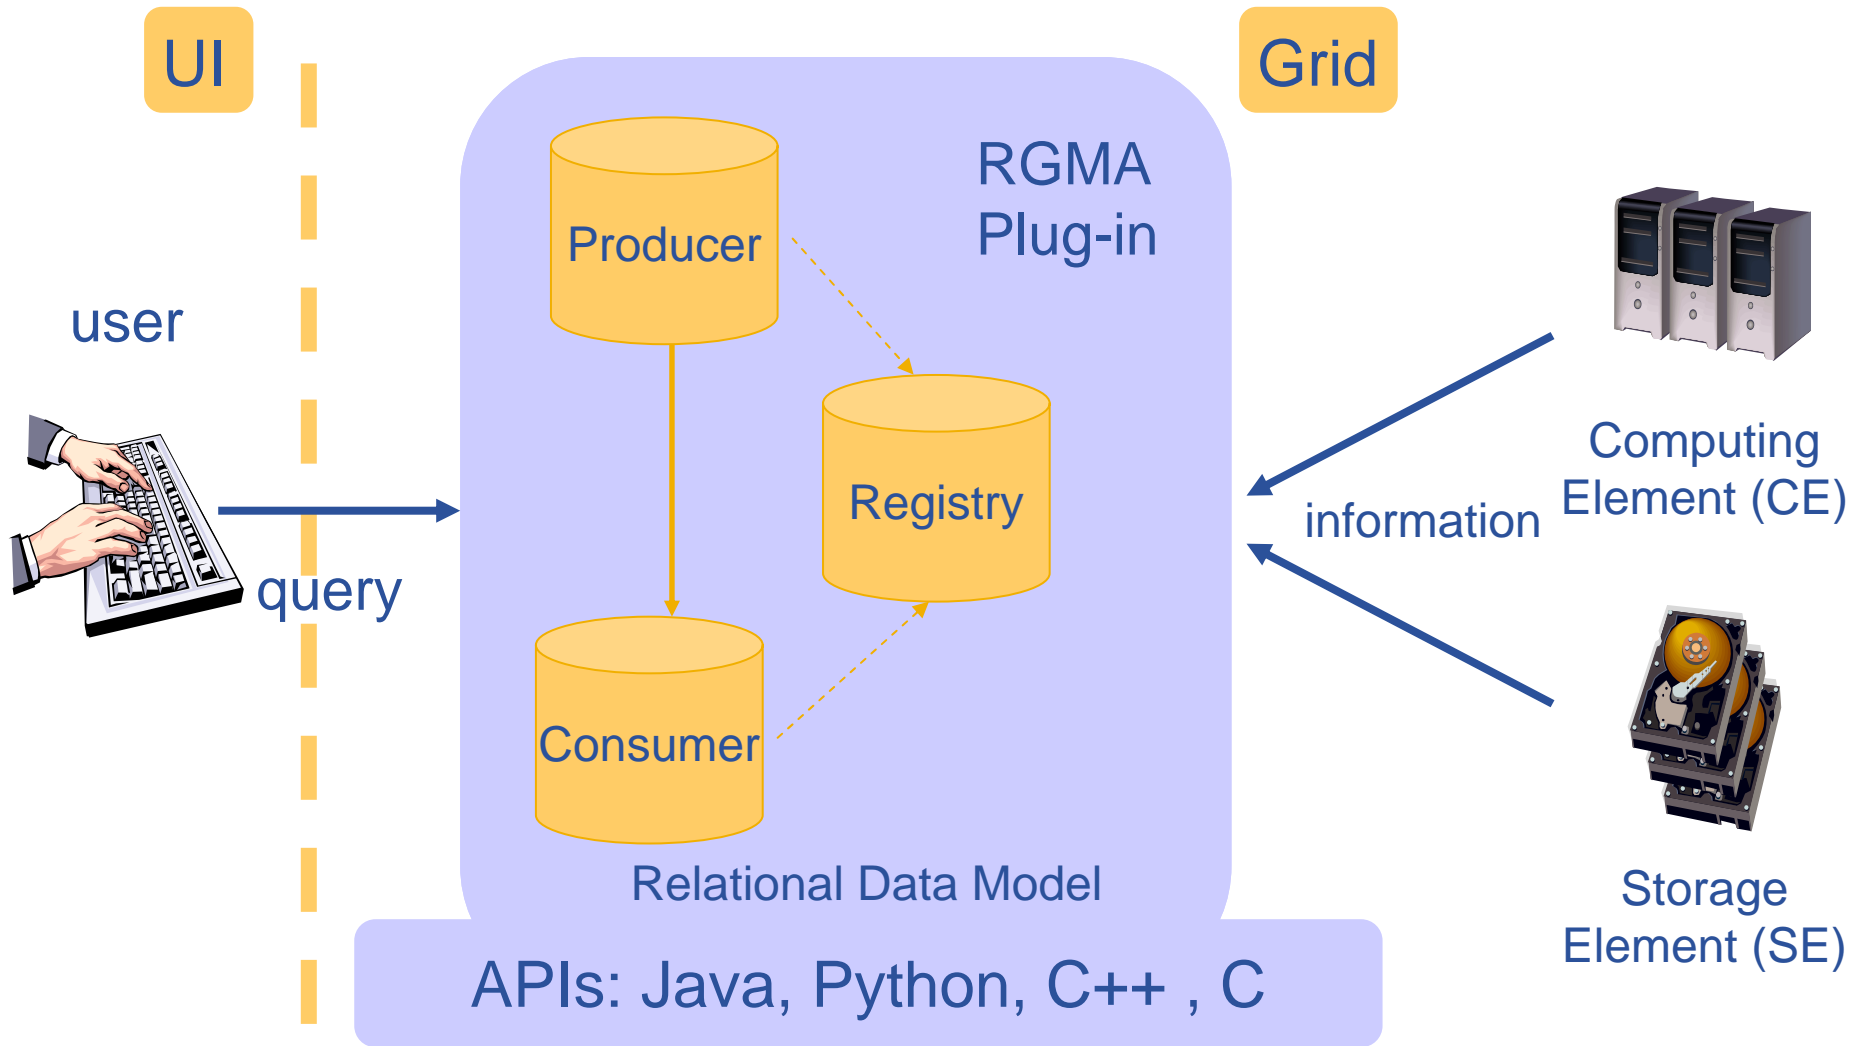 UI
Grid
RGMA
Plug-in
Producer
user
Registry
Computing
Element (CE)
information
query
Consumer
Relational Data Model
Storage
Element (SE)
APIs: Java, Python, C++ , C